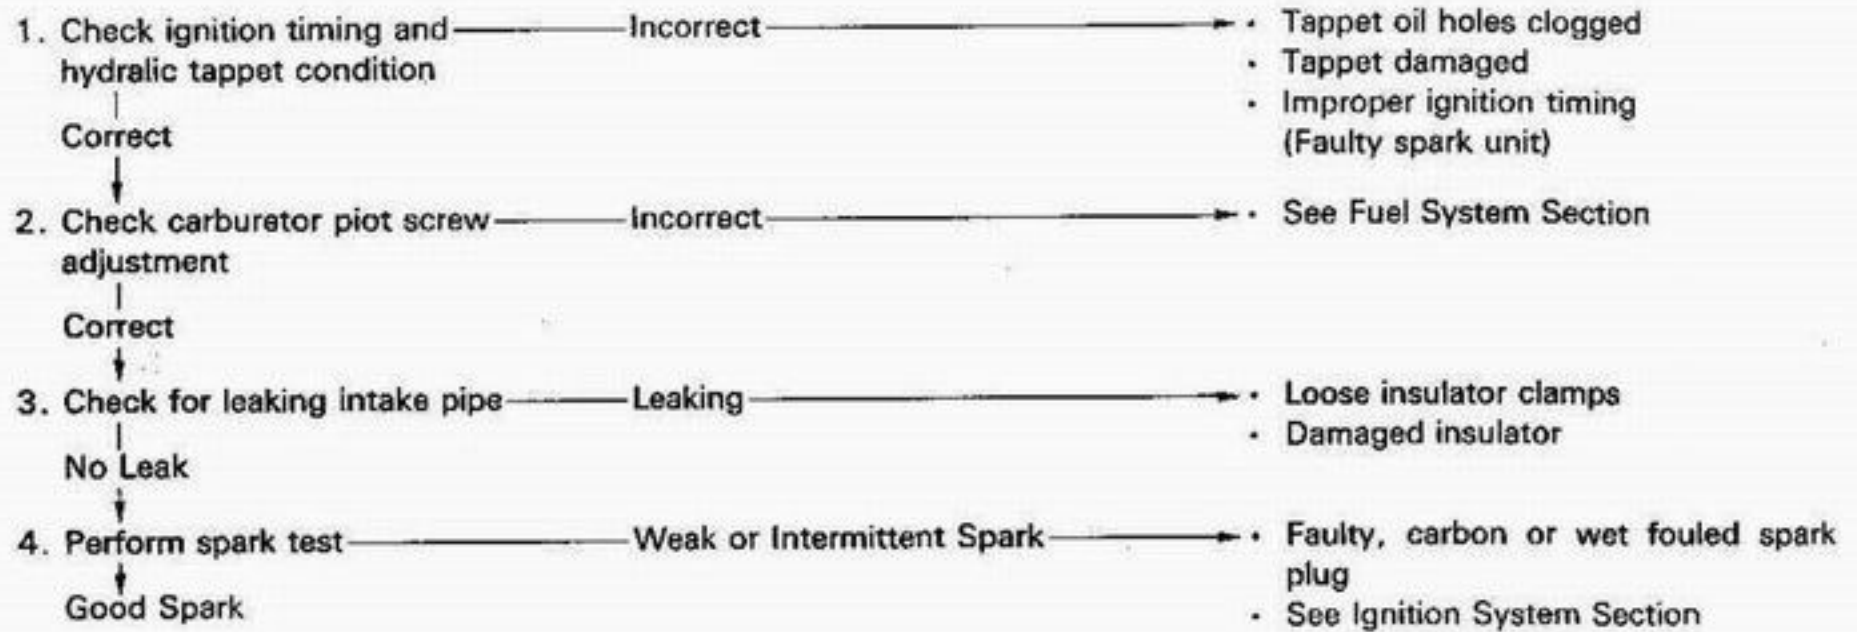 1. Check ignition timing and Incorrect · Tappet oil holes clogged
hydralic tappet condition · Tappet damaged
· Improper ignition timing
Correct (Faulty spark unit)
2. Check carburetor piot screw Incorrect · See Fuel System Section
adjustment
Correct
3. Check for leaking intake pipe Leaking · Loose insulator clamps
· Damaged insulator
No Leak
4. Perform spark test Weak or Intermittent Spark · Faulty, carbon or wet fouled spark
plug
Good Spark · See Ignition System Section